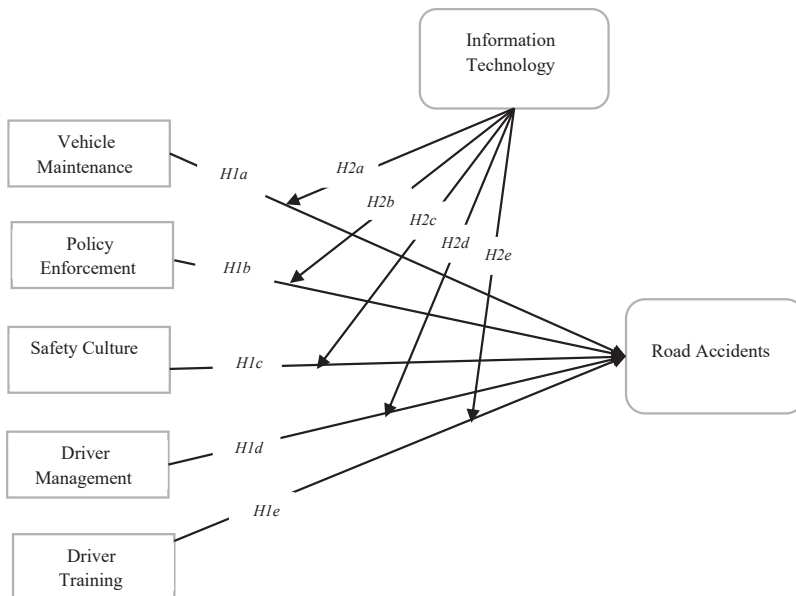 Information
Technology
Vehicle
Maintenance
H1a
H2a
H2b
H2c
H2d
H2e
Policy
Enforcement
H1b
Safety Culture
H1c
Road Accidents
Driver
Management
H1d
H1e
Driver
Training